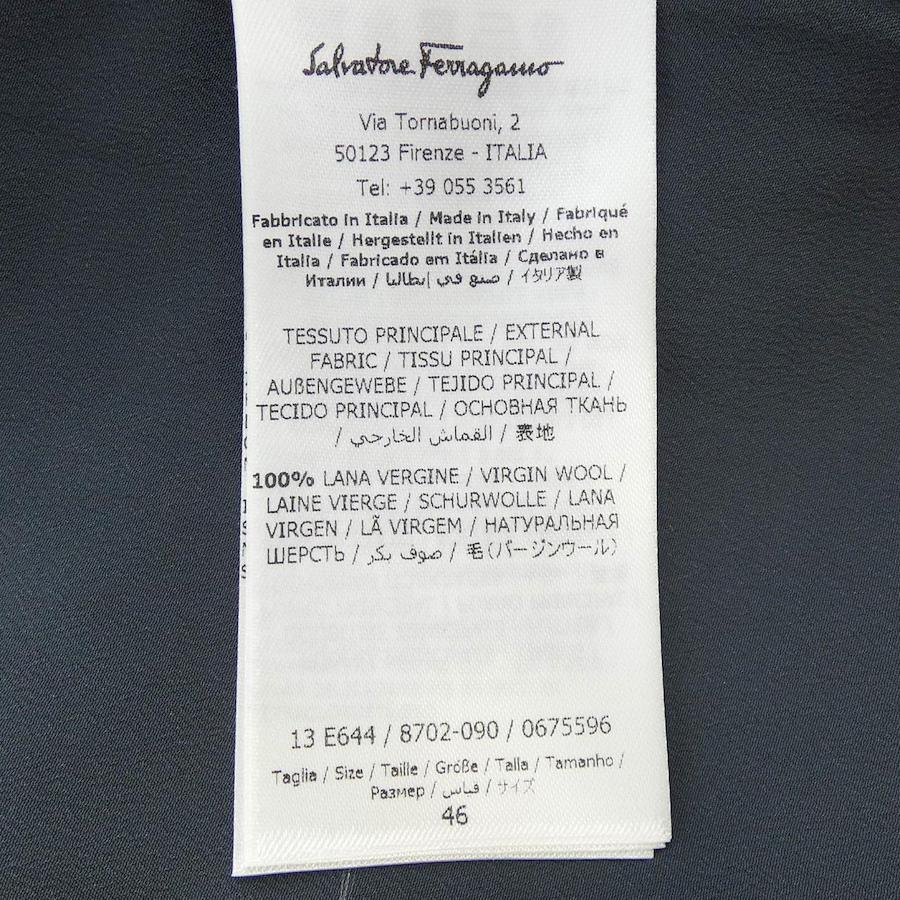 Salvatore Ferragamo
Via Tornabuoni, 2
50123 Firenze - ITALIA
Tel: +39 055 3561
Fabbricato in Italia / Made in Italy / Fabriqué
en Italie / Hergestellt in Italien / Hecho en
Italia / Fabricado em Itália / Сделано в
Италии / صنع في إيطاليا / イタリア製
TESSUTO PRINCIPALE / EXTERNAL
FABRIC / TISSU PRINCIPAL /
AUßENGEWEBE / TEJIDO PRINCIPAL /
TECIDO PRINCIPAL / ОСНОВНАЯ ТКАНЬ
/ القماش الخارجي / 表地
100% LANA VERGINE / VIRGIN WOOL /
LAINE VIERGE / SCHURWOLLE / LANA
VIRGEN / LÃ VIRGEM / НАТУРАЛЬНАЯ
ШЕРСТЬ / صوف بكر / 毛(バージンウール)
13 E644 / 8702-090 / 0675596
Taglia / Size / Taille / Größe / Talla / Tamanho /
Размер / قياس / サイズ
46